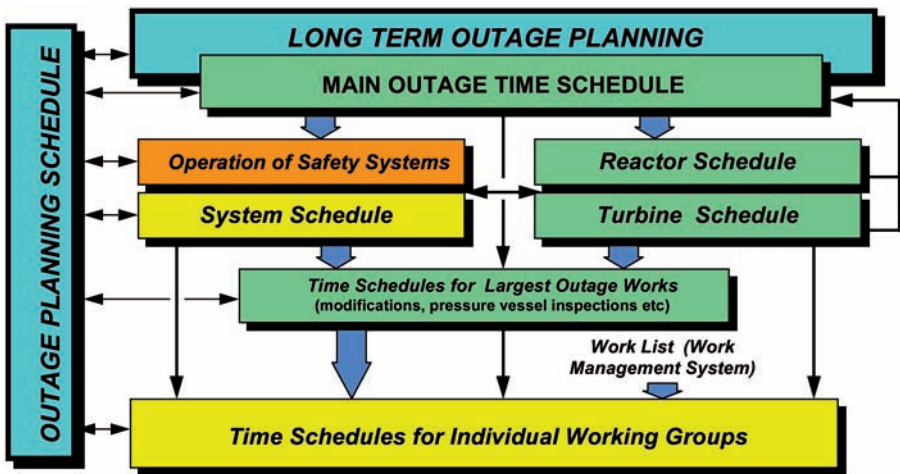 OUTAGE PLANNING SCHEDULE
LONG TERM OUTAGE PLANNING
MAIN OUTAGE TIME SCHEDULE
Operation of Safety Systems
Reactor Schedule
System Schedule
Turbine Schedule
Time Schedules for Largest Outage Works
(modifications, pressure vessel inspections etc)
Work List (Work
Management System)
Time Schedules for Individual Working Groups